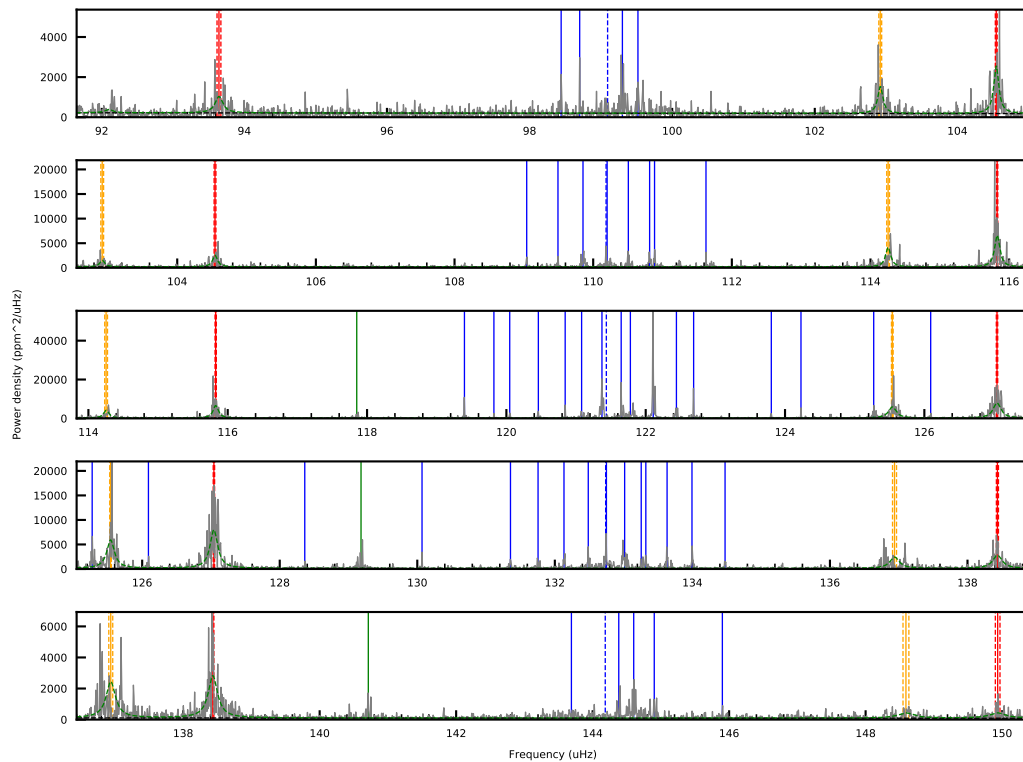 4000
2000
0
92 94 96 98 100 102 104
20000
15000
10000
5000
0
104 106 108 110 112 114 116
Power density (ppm^2/uHz)
40000
20000
0
114 116 118 120 122 124 126
20000
15000
10000
5000
0
126 128 130 132 134 136 138
6000
4000
2000
0
138 140 142 144 146 148 150
Frequency (uHz)